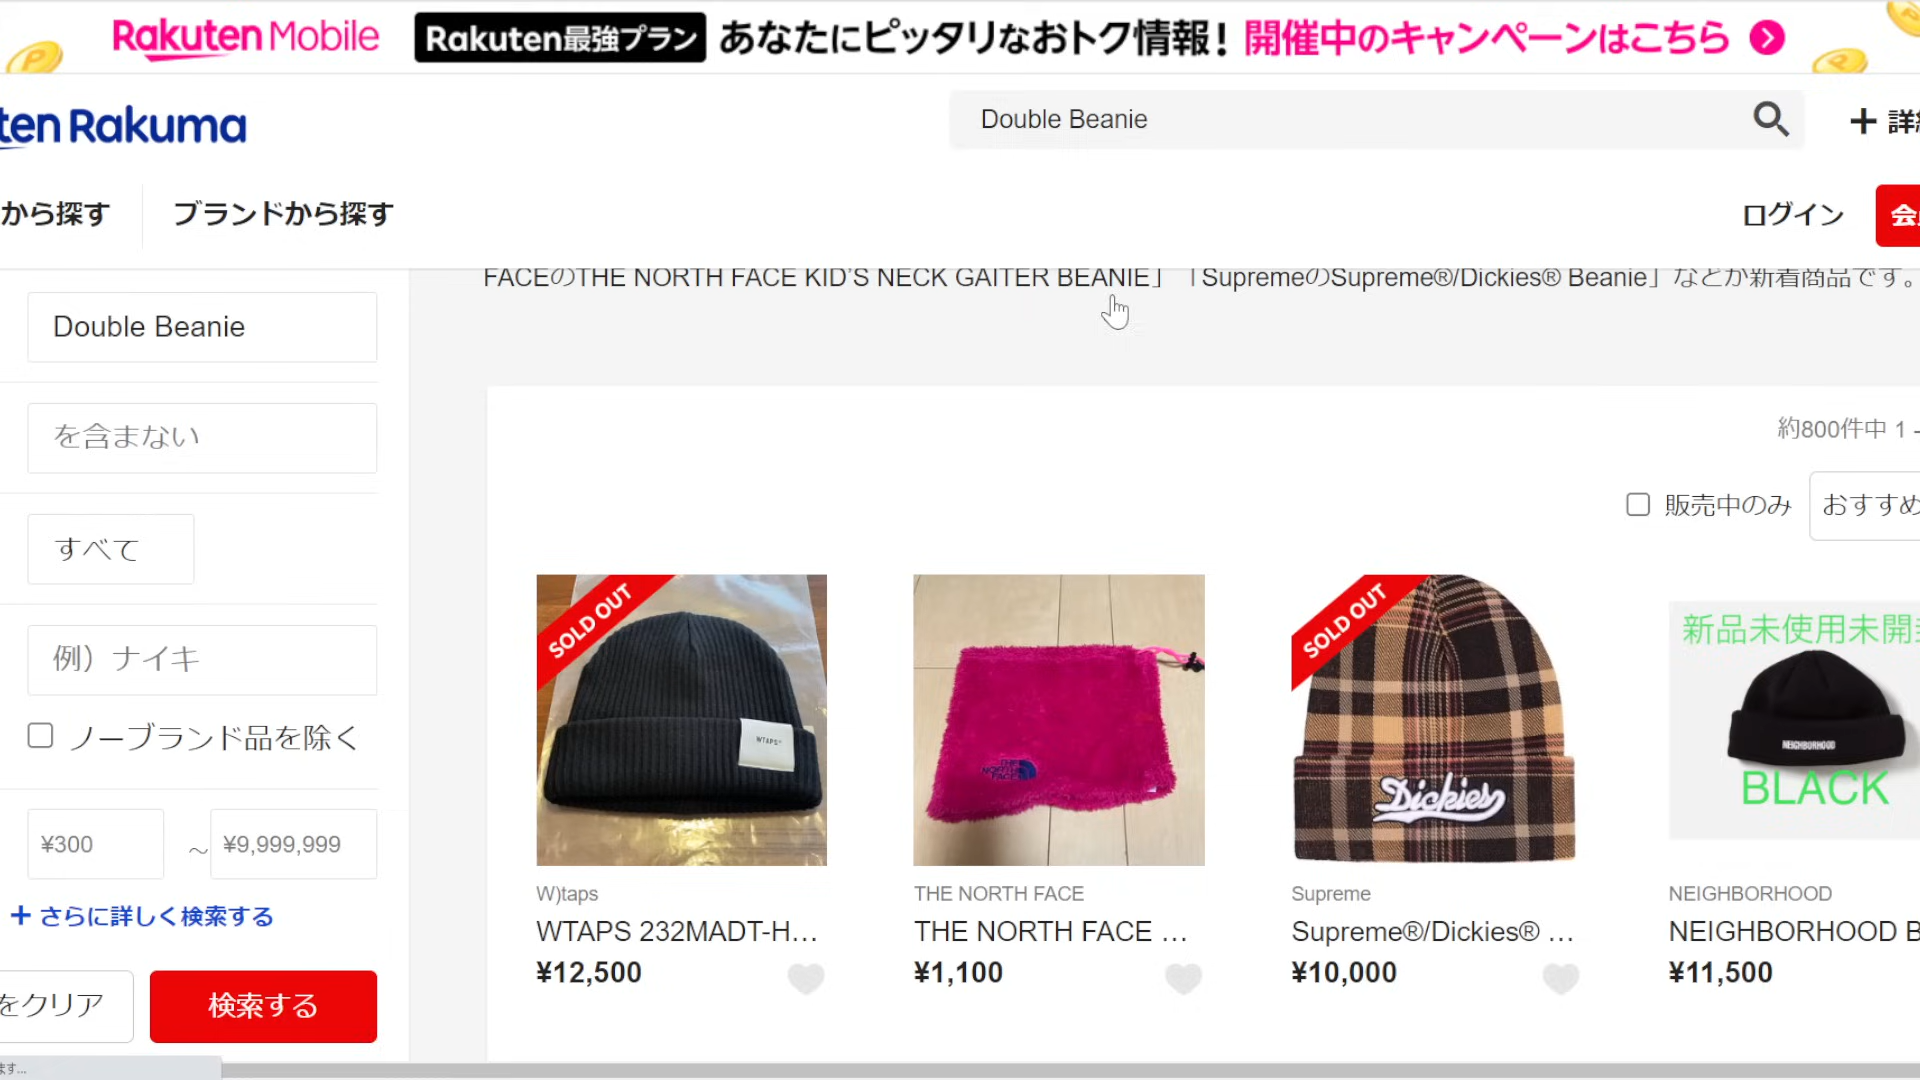 Rakuten Mobile Rakuten最強プラン あなたにピッタリなおトク情報！ 開催中のキャンペーンはこちら
ten Rakuma
Double Beanie
＋ 詳
から探す
ブランドから探す
ログイン
会
FACEのTHE NORTH FACE KID’S NECK GAITER BEANIE」「SupremeのSupreme®/Dickies® Beanie」などが新着商品です。
Double Beanie
を含まない
すべて
例）ナイキ
ノーブランド品を除く
¥300 ～ ¥9,999,999
+ さらに詳しく検索する
をクリア
検索する
ます...
約800件中 1 -
販売中のみ
おすすめ
SOLD OUT
WTAPS
W)taps
WTAPS 232MADT-H...
¥12,500
THE NORTH FACE
THE NORTH FACE
THE NORTH FACE ...
¥1,100
SOLD OUT
Dickies
Supreme
Supreme®/Dickies® ...
¥10,000
新品未使用未開
NEIGHBORHOOD
BLACK
NEIGHBORHOOD
NEIGHBORHOOD B
¥11,500